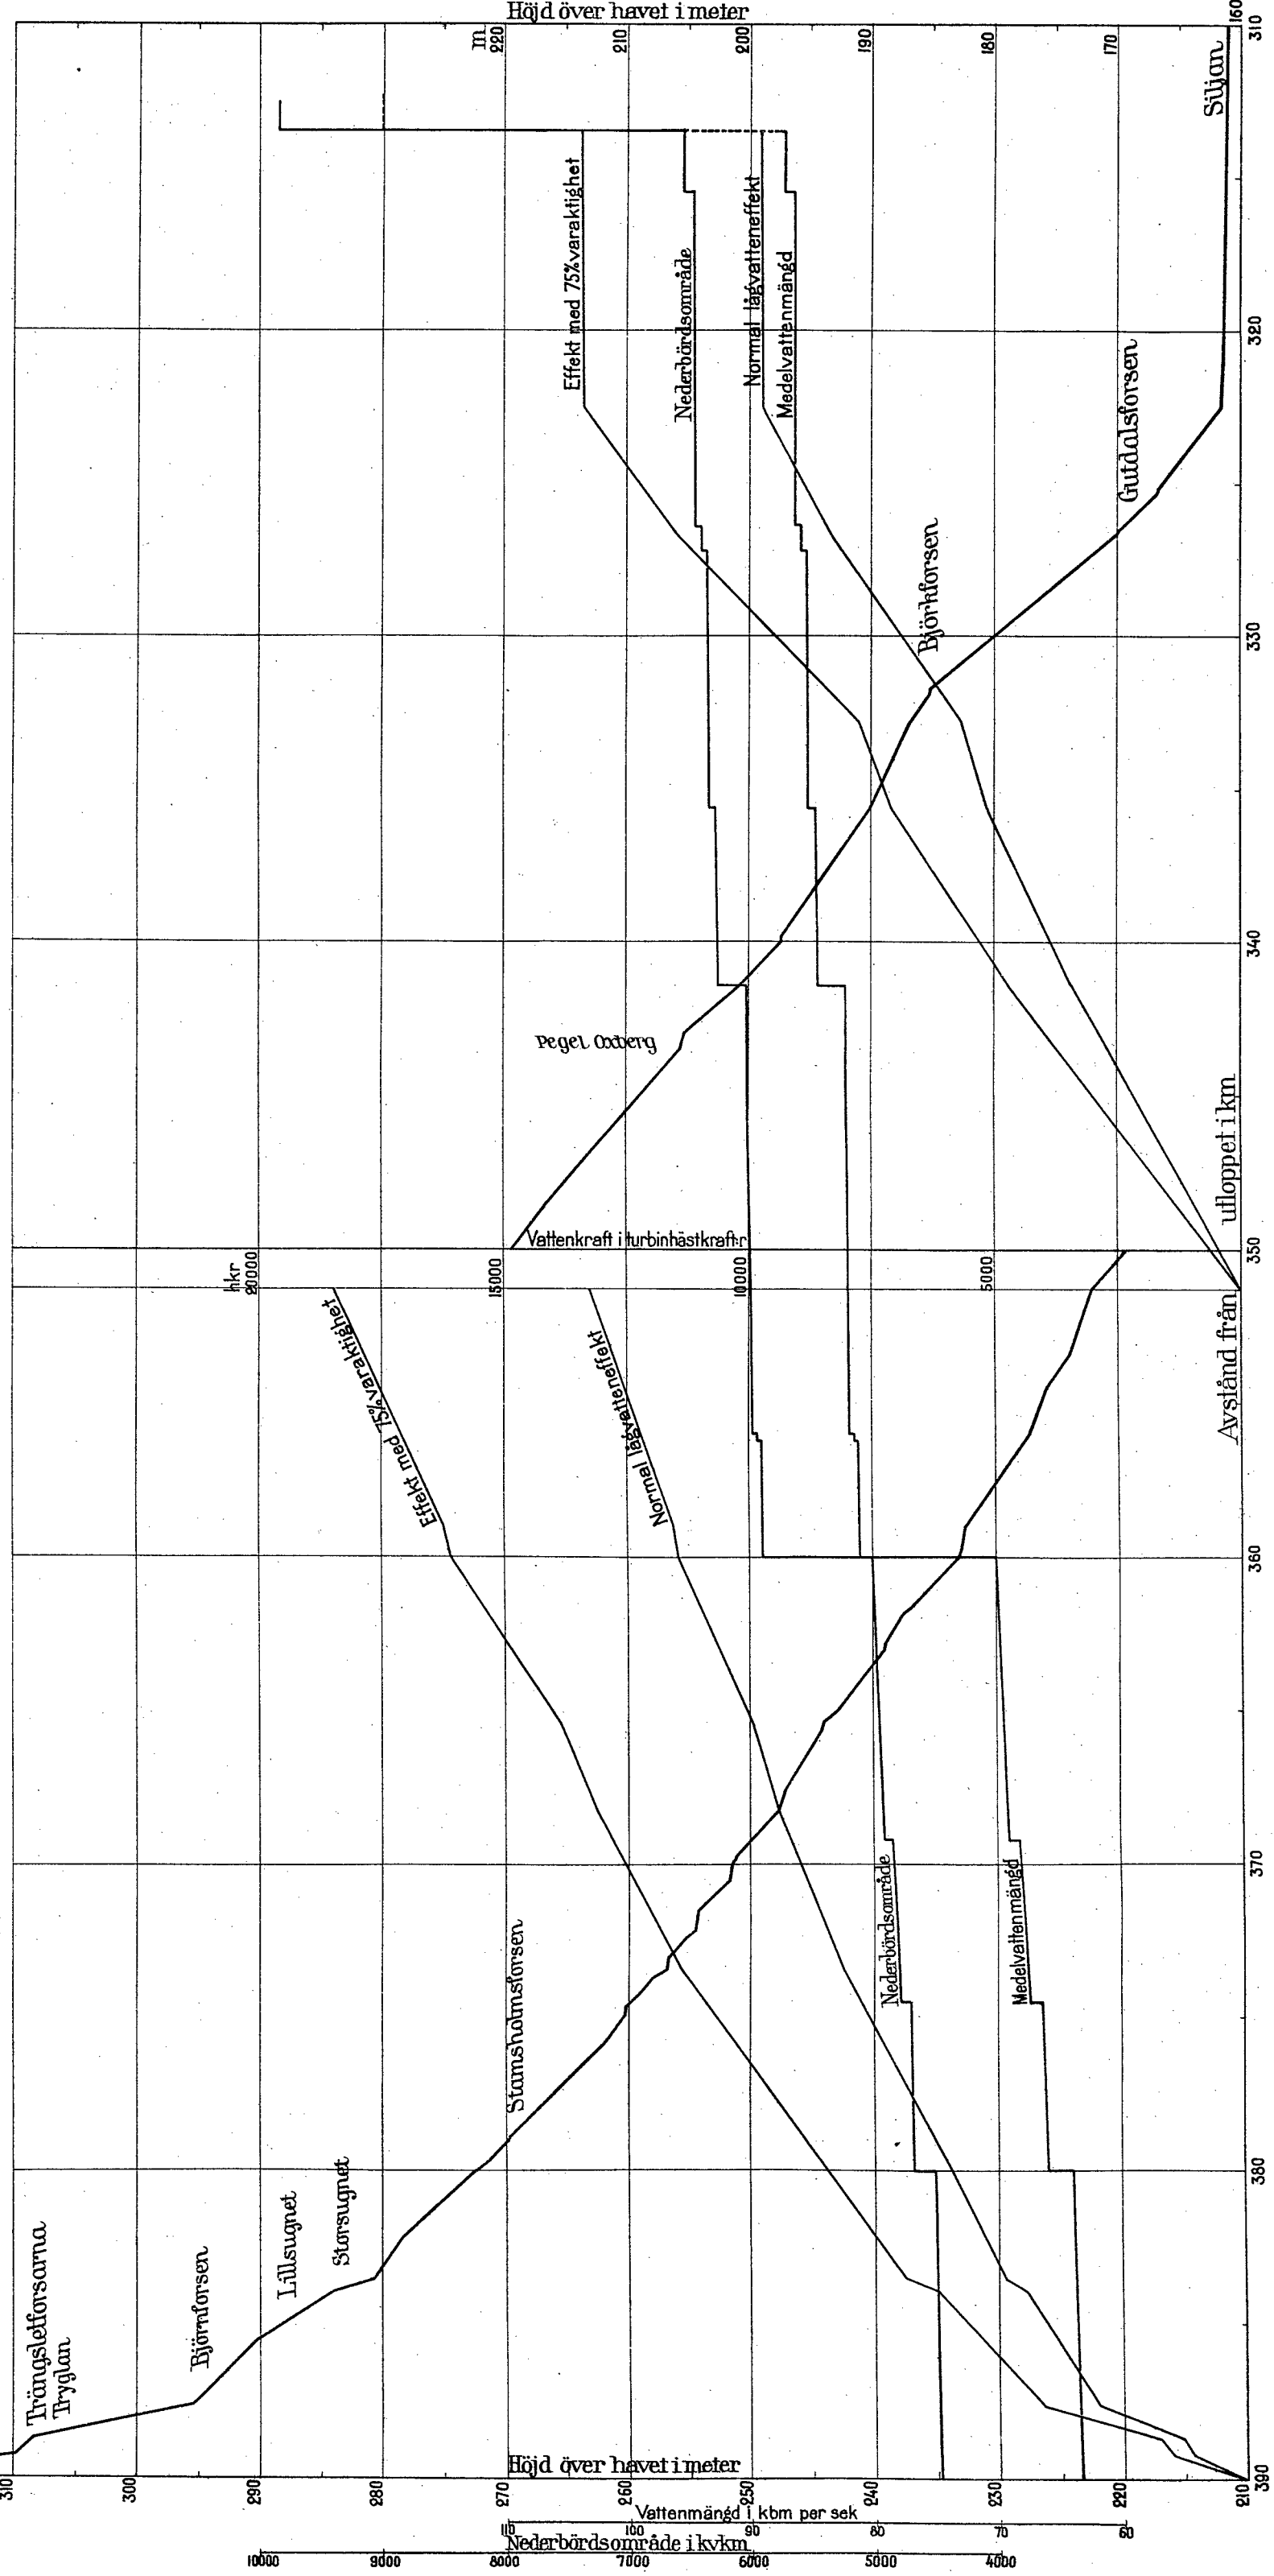 Höjd över havet i meter
m
220
210
200
190
180
170
160
310
Siljan
Effekt med 75% varaktighet
Nederbördsområde
Normal lågvatteneffekt
Medelvattenmängd
320
Gutdalsforsen
Björkforsen
330
340
Pegel Oxberg
Vattenkraft i turbinhästkrafter
350
hkr
20000
15000
10000
5000
Avstånd från utloppet i km
Effekt med 75% varaktighet
Normal lågvatteneffekt
360
370
Nederbördsområde
Medelvattenmängd
Stamsholmsforsen
380
Storsugnet
Lillsugnet
Björnforsen
Trängsletforsarna
Tryglan
390
Höjd över havet i meter
310
300
290
280
270
260
250
240
230
220
210
Vattenmängd i kbm per sek
110
100
90
80
70
60
Nederbördsområde i kvkm
10000
9000
8000
7000
6000
5000
4000